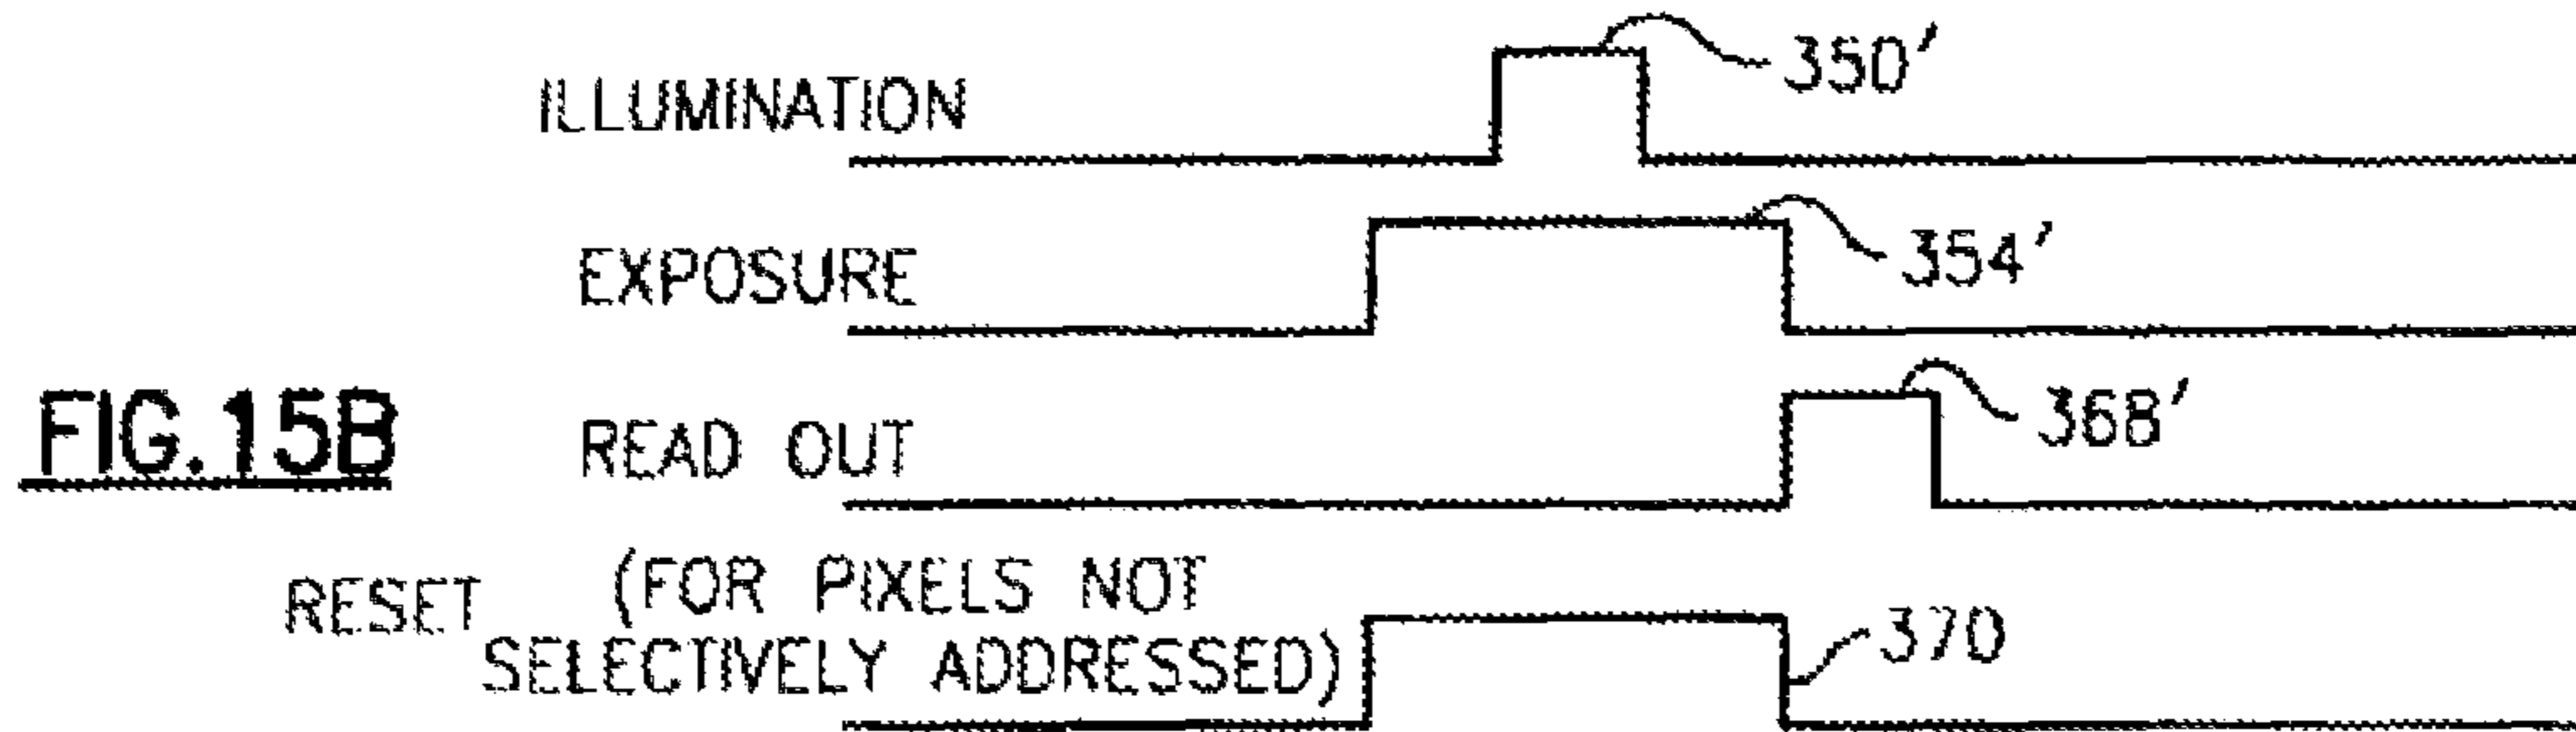 ILLUMINATION
350′
EXPOSURE
354′
FIG.15B
READ OUT
368′
RESET (FOR PIXELS NOT
SELECTIVELY ADDRESSED)
370